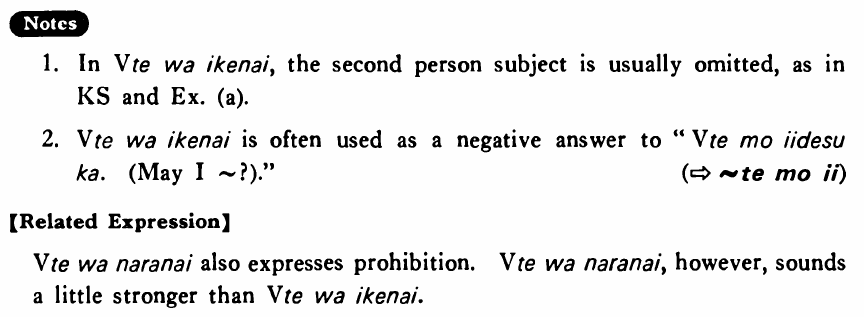 Notes
1. In Vte wa ikenai, the second person subject is usually omitted, as in
KS and Ex. (a).
2. Vte wa ikenai is often used as a negative answer to “Vte mo iidesu
ka. (May I ~?).” (⇨ ~te mo ii)
【Related Expression】
Vte wa naranai also expresses prohibition. Vte wa naranai, however, sounds
a little stronger than Vte wa ikenai.